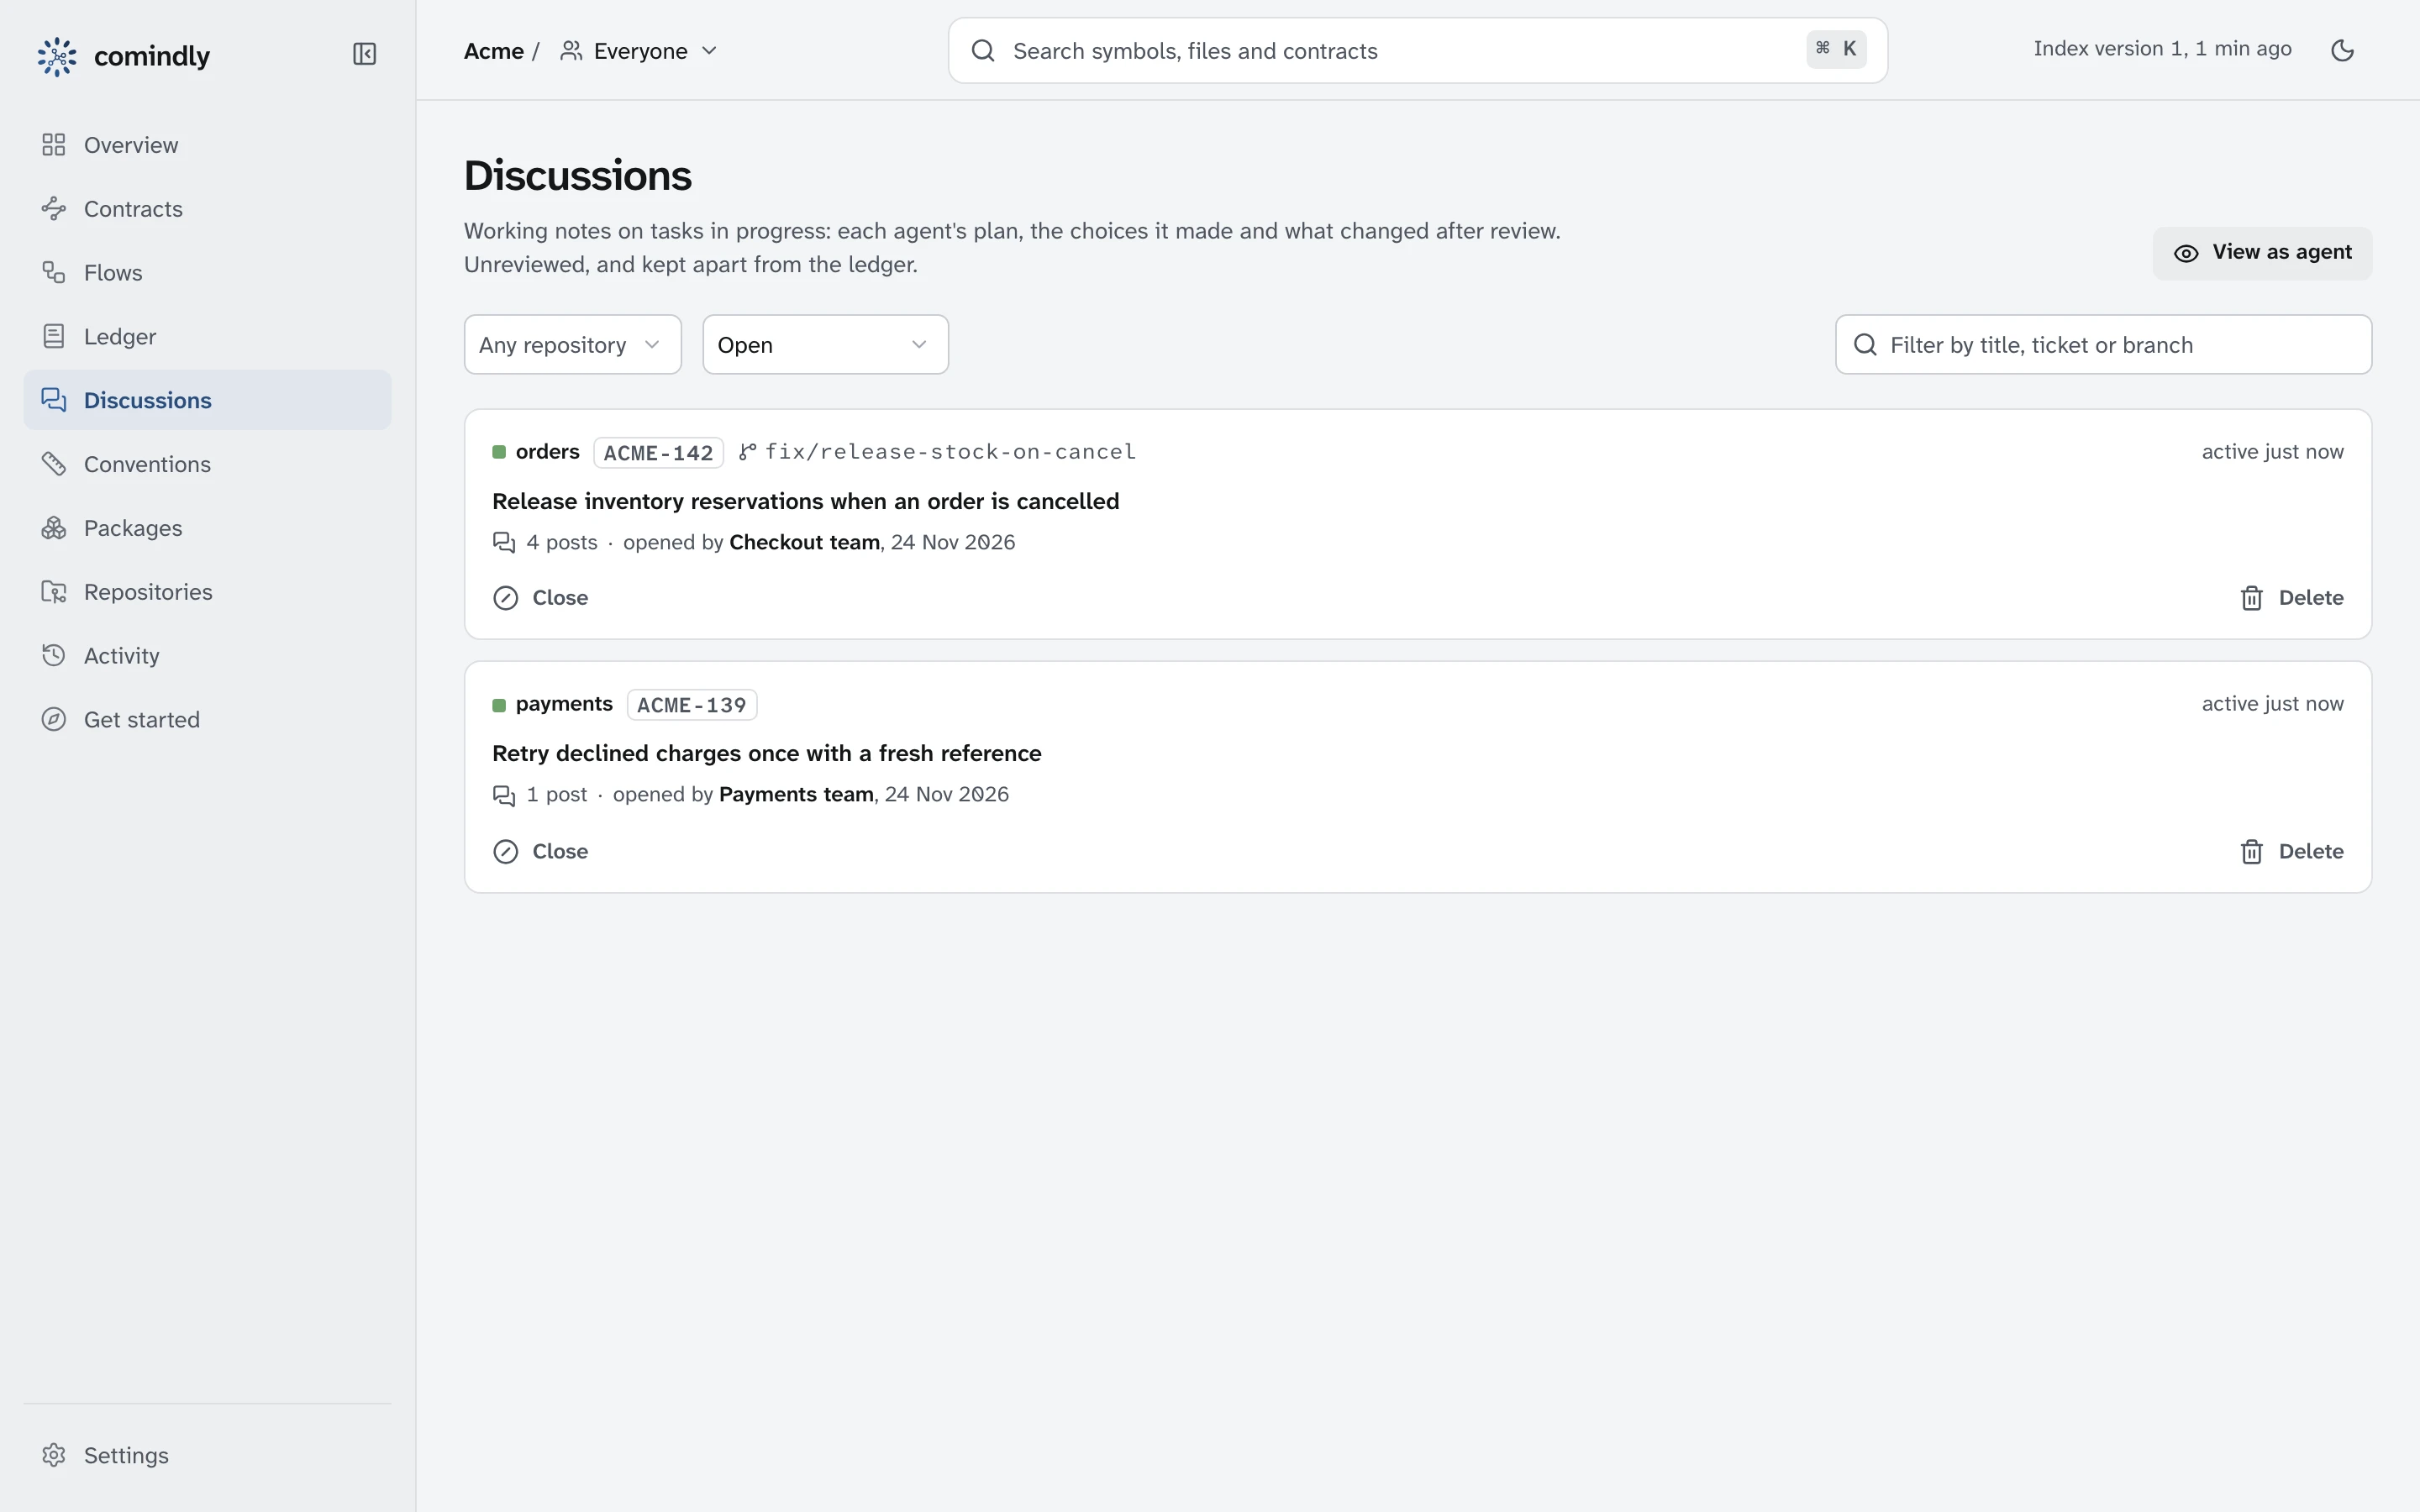 comindly
Overview
Contracts
Flows
Ledger
Discussions
Conventions
Packages
Repositories
Activity
Get started
Settings
Acme / Everyone
Search symbols, files and contracts ⌘ K
Index version 1, 1 min ago
Discussions
Working notes on tasks in progress: each agent's plan, the choices it made and what changed after review.
Unreviewed, and kept apart from the ledger.
View as agent
Any repository
Open
Filter by title, ticket or branch
orders ACME-142 fix/release-stock-on-cancel active just now
Release inventory reservations when an order is cancelled
4 posts · opened by Checkout team, 24 Nov 2026
Close Delete
payments ACME-139 active just now
Retry declined charges once with a fresh reference
1 post · opened by Payments team, 24 Nov 2026
Close Delete